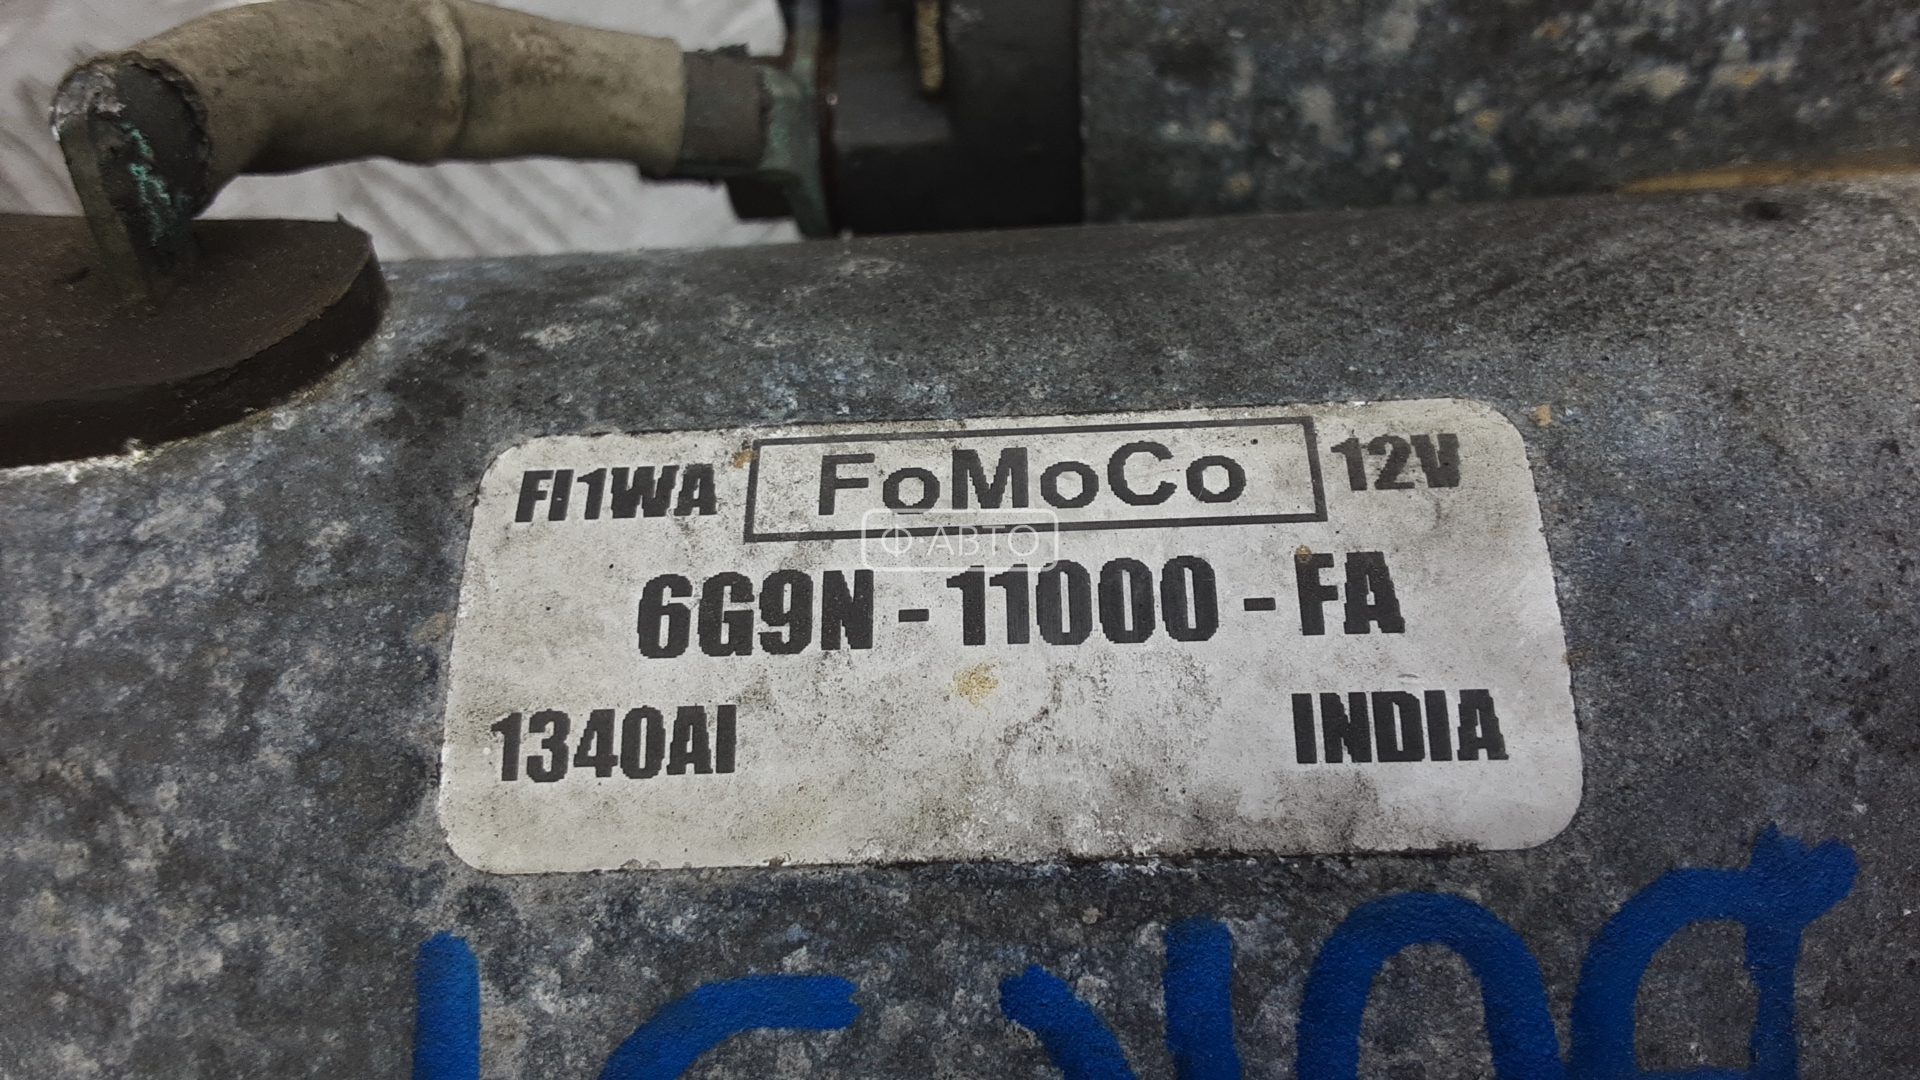 FI1WA FoMoCo 12V
Ф АВТО
6G9N - 11000 - FA
1340AI INDIA